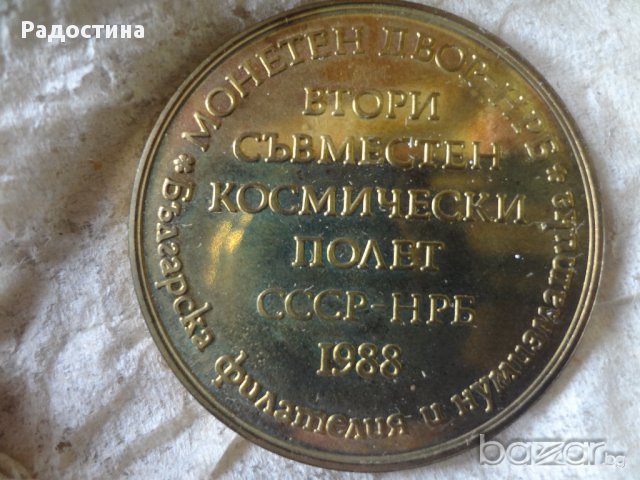 Радостина
* МОНЕТЕН ДВОР-НРБ *
ВТОРИ
СЪВМЕСТЕН
КОСМИЧЕСКИ
ПОЛЕТ
СССР-НРБ
1988
Българска филателия и нумизматика
bazar.bg